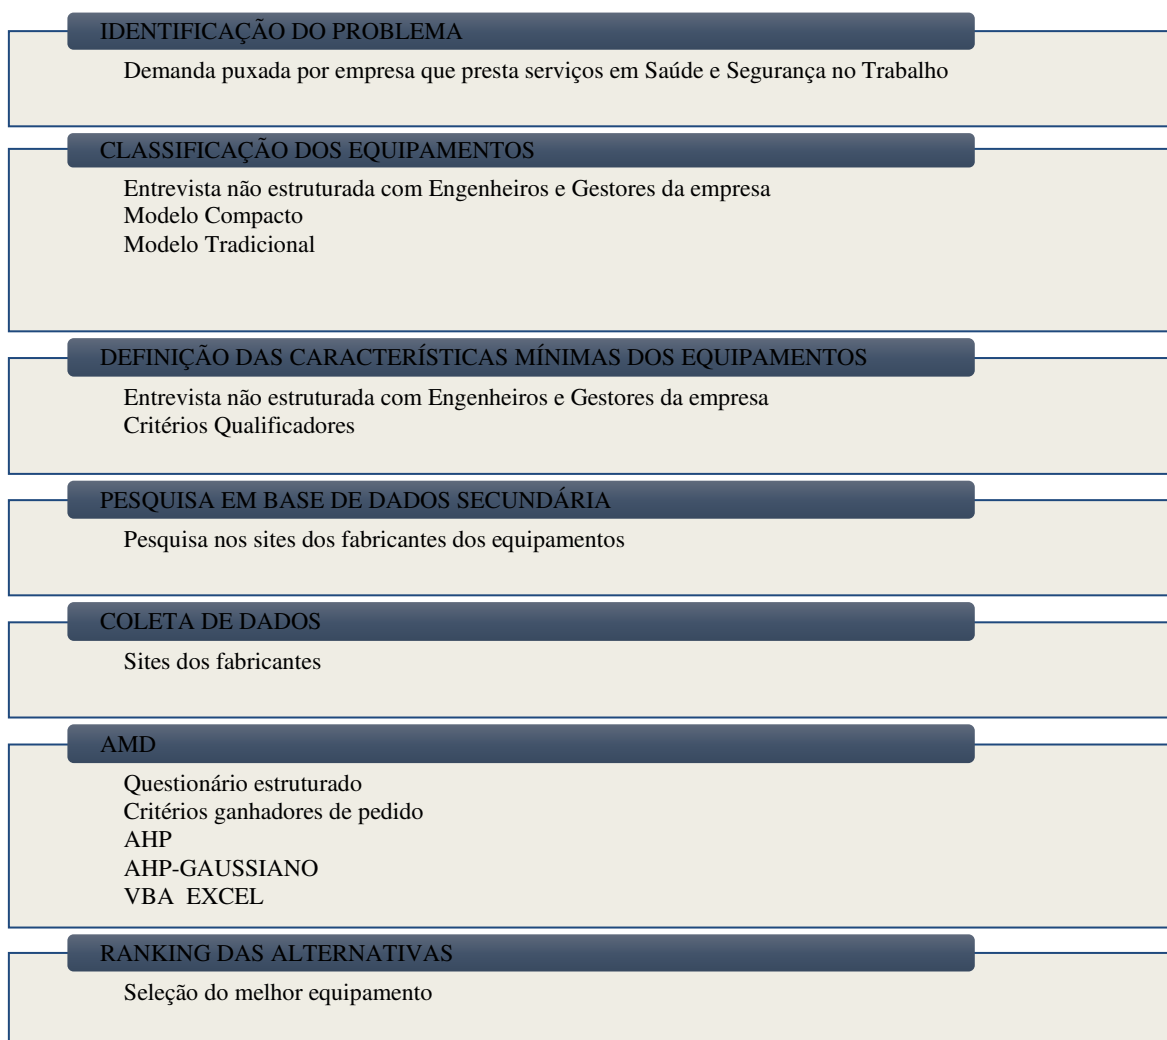 IDENTIFICAÇÃO DO PROBLEMA
Demanda puxada por empresa que presta serviços em Saúde e Segurança no Trabalho
CLASSIFICAÇÃO DOS EQUIPAMENTOS
Entrevista não estruturada com Engenheiros e Gestores da empresa
Modelo Compacto
Modelo Tradicional
DEFINIÇÃO DAS CARACTERÍSTICAS MÍNIMAS DOS EQUIPAMENTOS
Entrevista não estruturada com Engenheiros e Gestores da empresa
Critérios Qualificadores
PESQUISA EM BASE DE DADOS SECUNDÁRIA
Pesquisa nos sites dos fabricantes dos equipamentos
COLETA DE DADOS
Sites dos fabricantes
AMD
Questionário estruturado
Critérios ganhadores de pedido
AHP
AHP-GAUSSIANO
VBA EXCEL
RANKING DAS ALTERNATIVAS
Seleção do melhor equipamento